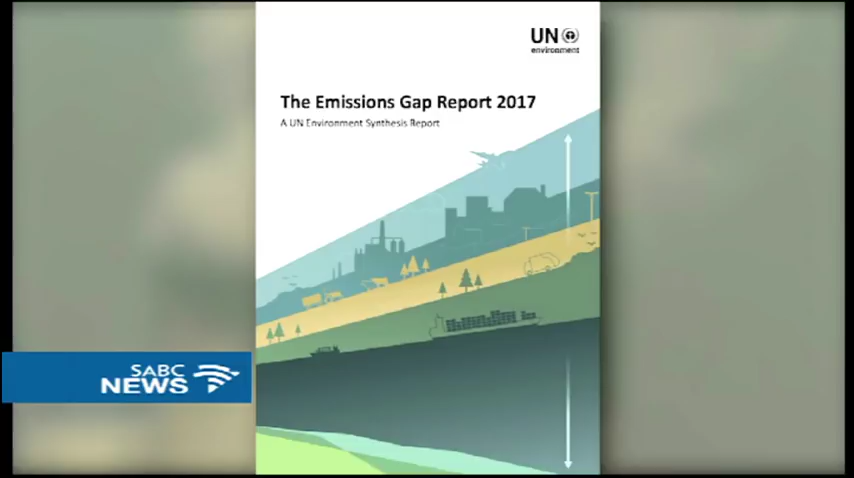 UN
environment
The Emissions Gap Report 2017
A UN Environment Synthesis Report
SABC
NEWS